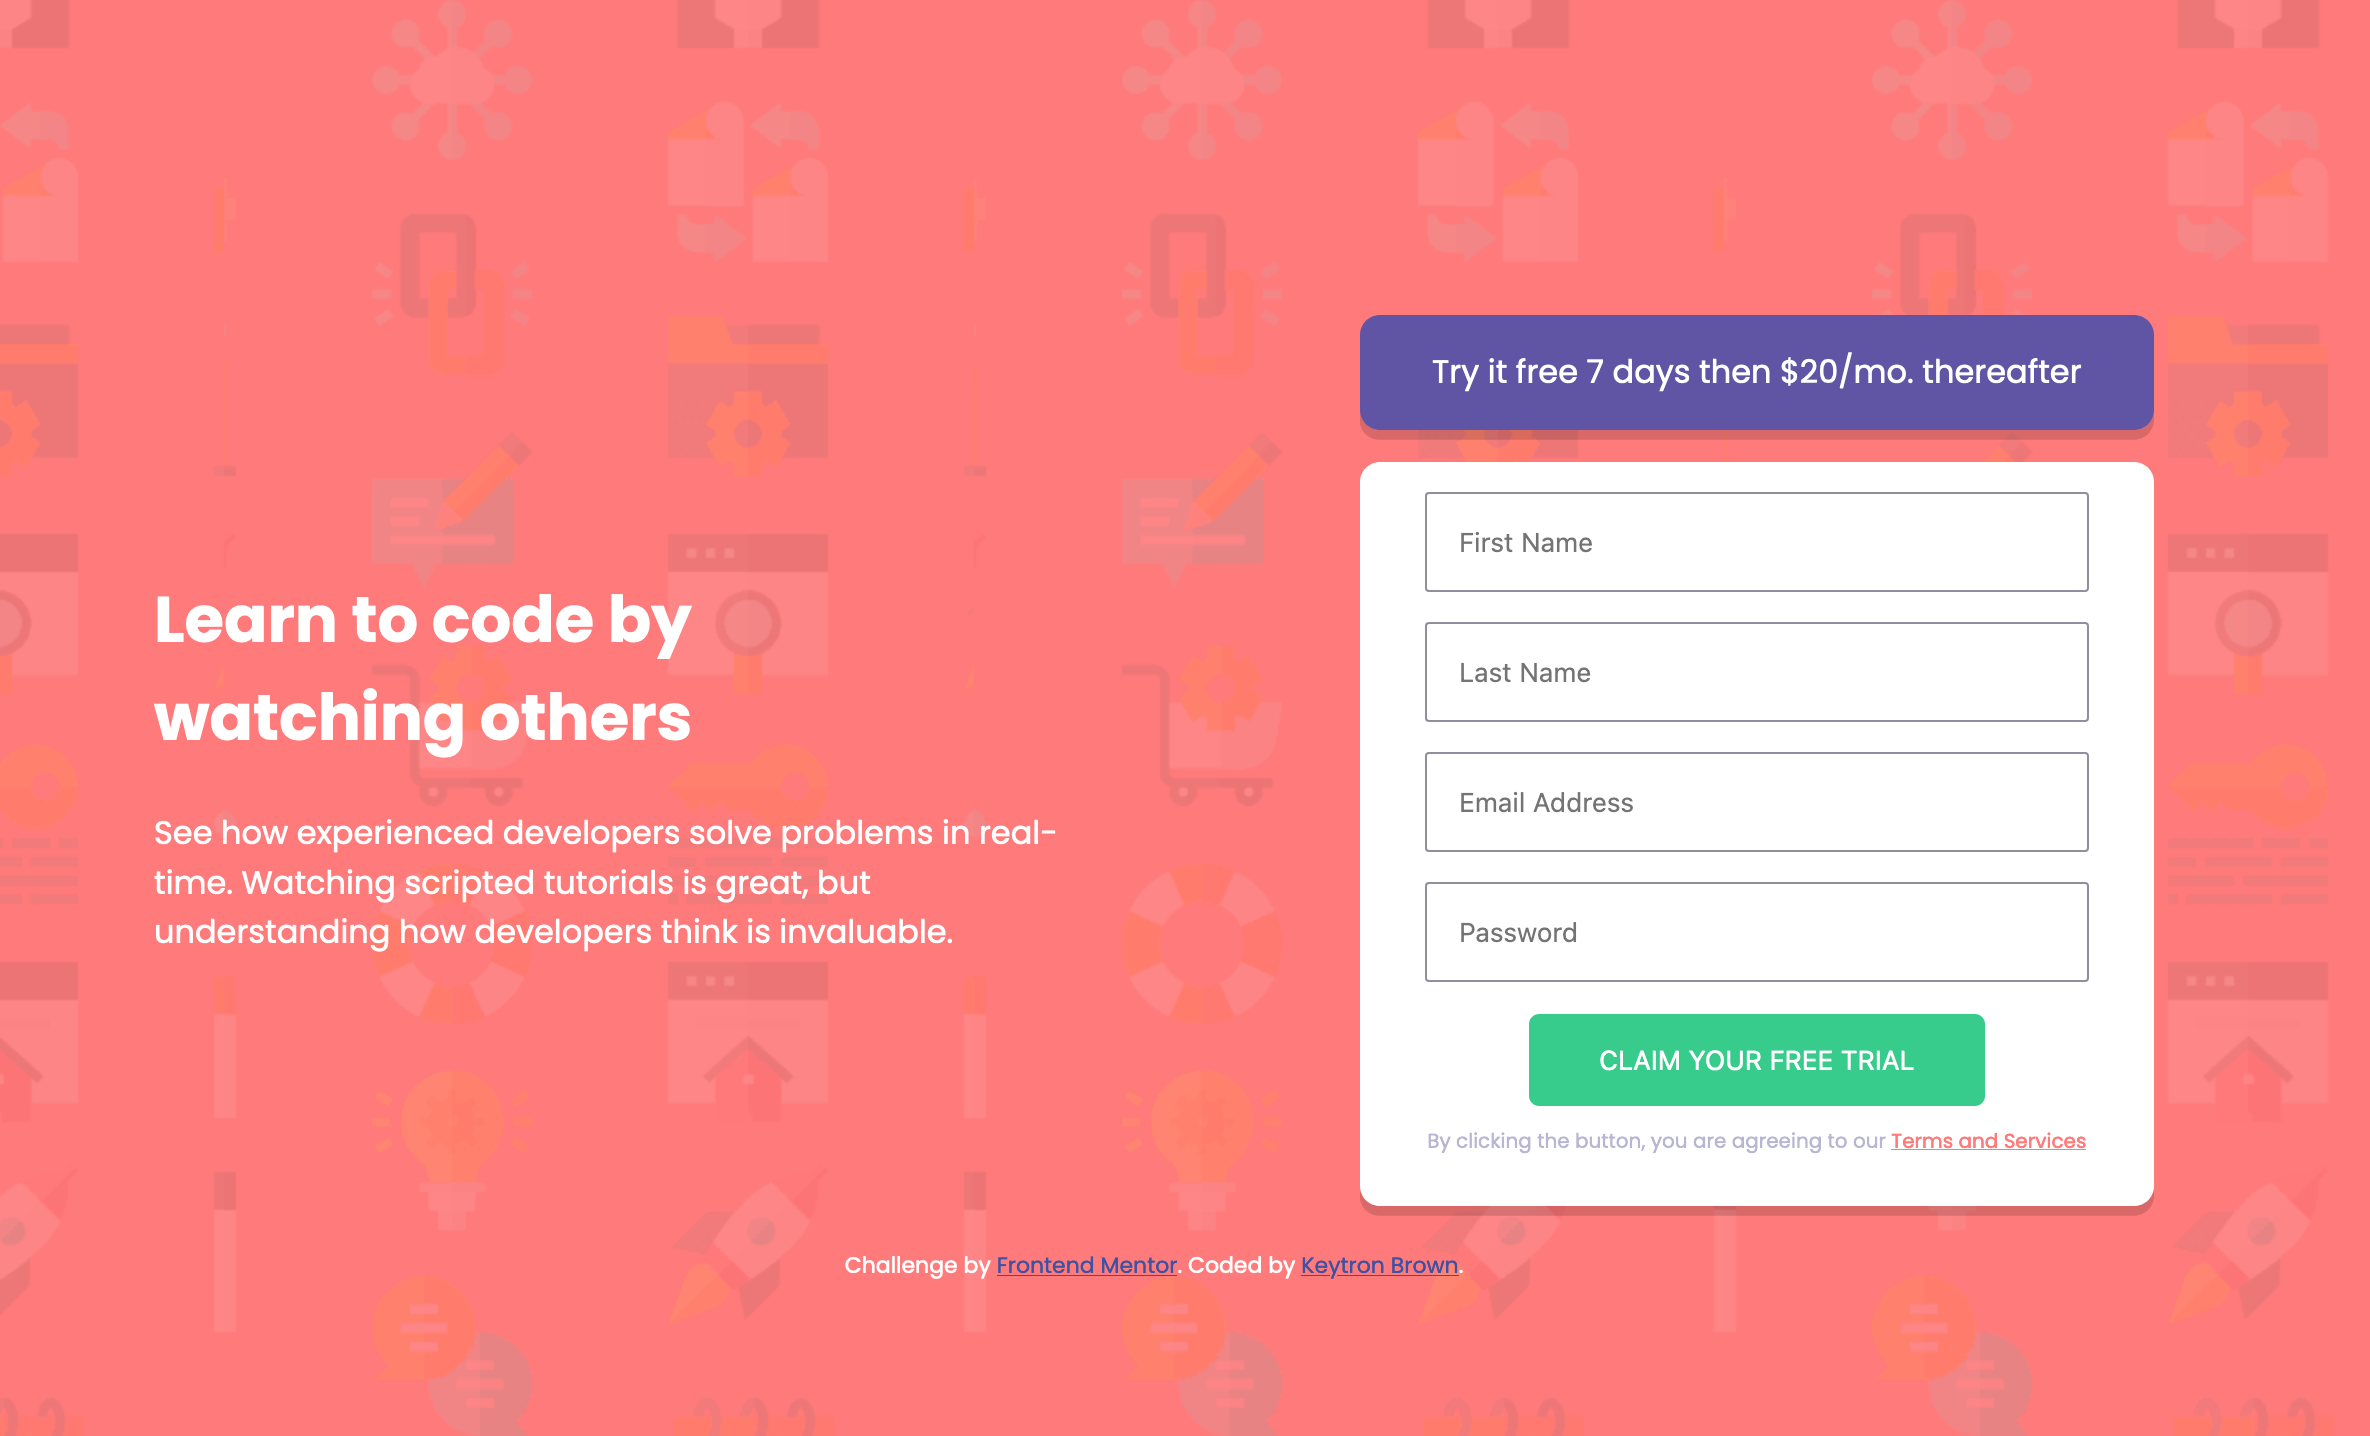 Learn to code by
watching others
See how experienced developers solve problems in real-
time. Watching scripted tutorials is great, but
understanding how developers think is invaluable.
Try it free 7 days then $20/mo. thereafter
First Name
Last Name
Email Address
Password
CLAIM YOUR FREE TRIAL
By clicking the button, you are agreeing to our Terms and Services
Challenge by Frontend Mentor. Coded by Keytron Brown.